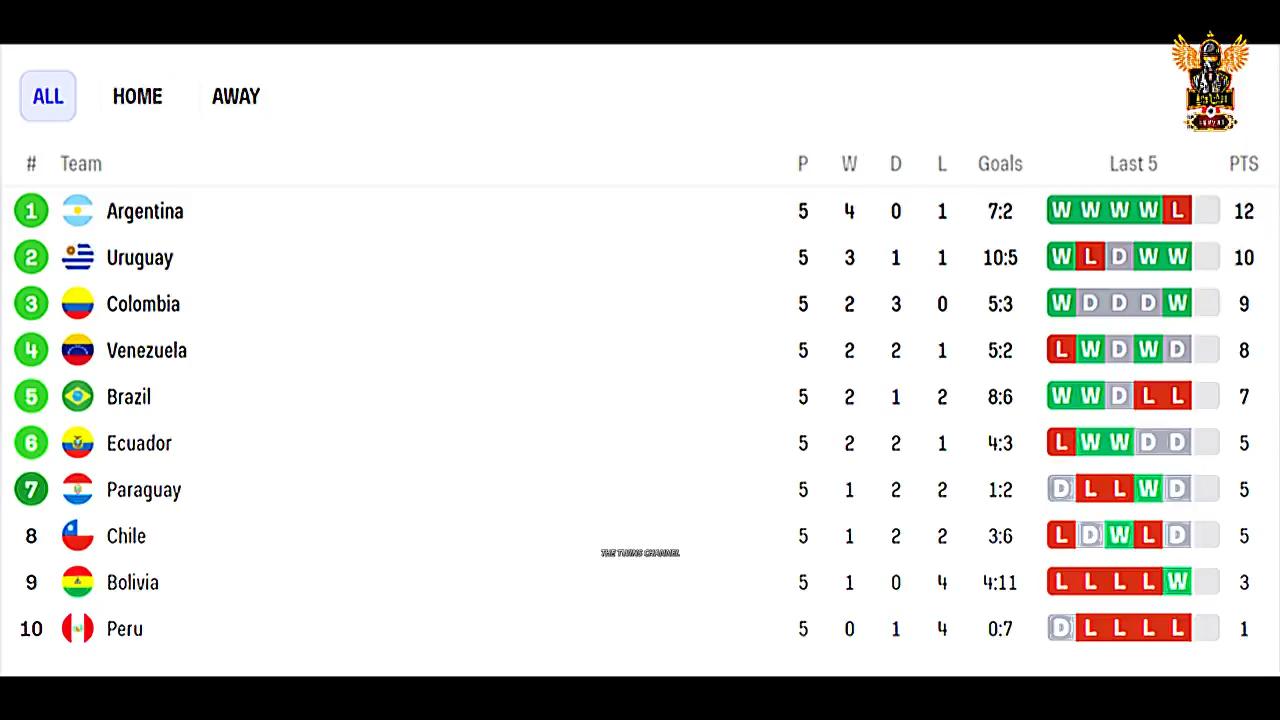 ALL HOME AWAY
# Team P W D L Goals Last 5 PTS
1 Argentina 5 4 0 1 7:2 W W W W L 12
2 Uruguay 5 3 1 1 10:5 W L D W W 10
3 Colombia 5 2 3 0 5:3 W D D D W 9
4 Venezuela 5 2 2 1 5:2 L W D W D 8
5 Brazil 5 2 1 2 8:6 W W D L L 7
6 Ecuador 5 2 2 1 4:3 L W W D D 5
7 Paraguay 5 1 2 2 1:2 D L L W D 5
8 Chile 5 1 2 2 3:6 L D W L D 5
THE TWINS CHANNEL
9 Bolivia 5 1 0 4 4:11 L L L L W 3
10 Peru 5 0 1 4 0:7 D L L L L 1